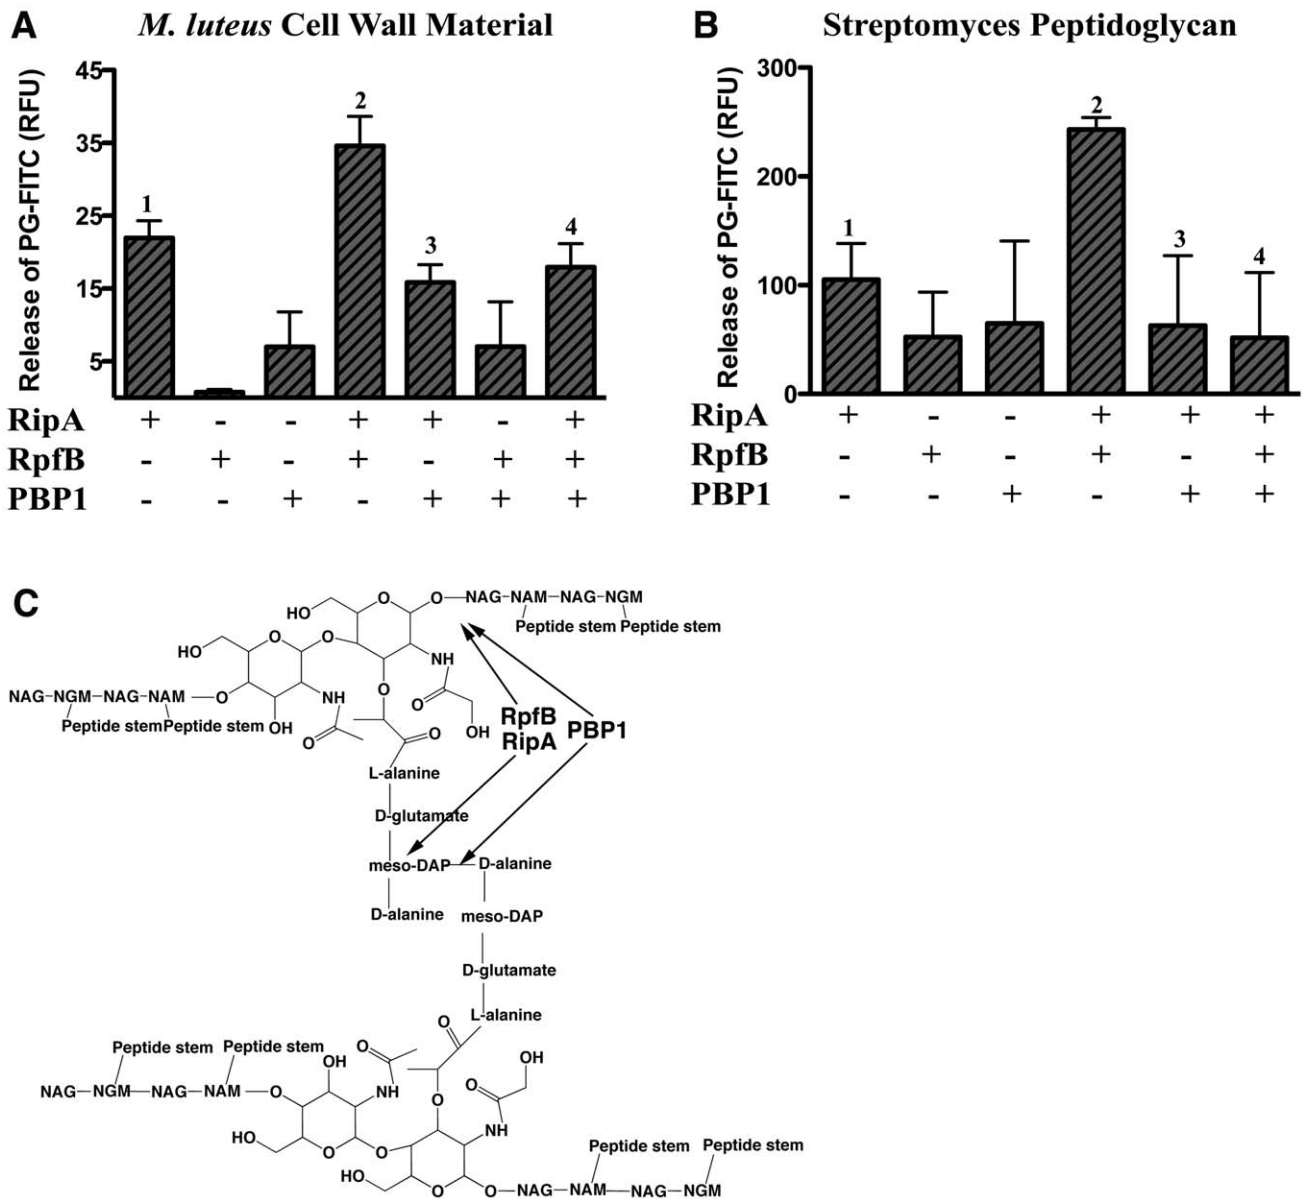 A M. luteus Cell Wall Material
Release of PG-FITC (RFU)
45
35
25
15
5
1
2
3
4
RipA + - - + + - +
RpfB - + - + - + +
PBP1 - - + - + + +
B Streptomyces Peptidoglycan
Release of PG-FITC (RFU)
300
200
100
0
1
2
3
4
RipA + - - + + +
RpfB - + - + - +
PBP1 - - + - + +
C
HO O O NAG-NAM-NAG-NGM
Peptide stem Peptide stem
HO O O NH
NAG-NGM-NAG-NAM O NH O O OH
Peptide stem Peptide stem OH
O O
RpfB
RipA
PBP1
L-alanine
D-glutamate
meso-DAP D-alanine
D-alanine meso-DAP
D-glutamate
L-alanine
O
Peptide stem Peptide stem OH O OH
NAG-NGM-NAG-NAM O NH O O
HO O O NH
Peptide stem Peptide stem
HO O O NAG-NAM-NAG-NGM